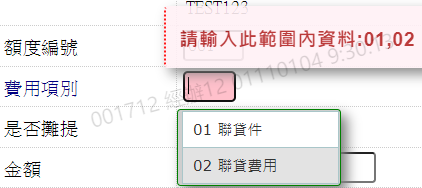 TEST123
請輸入此範圍內資料:01,02
額度編號
費用項別
是否攤提
01 聯貸件
02 聯貸費用
金額